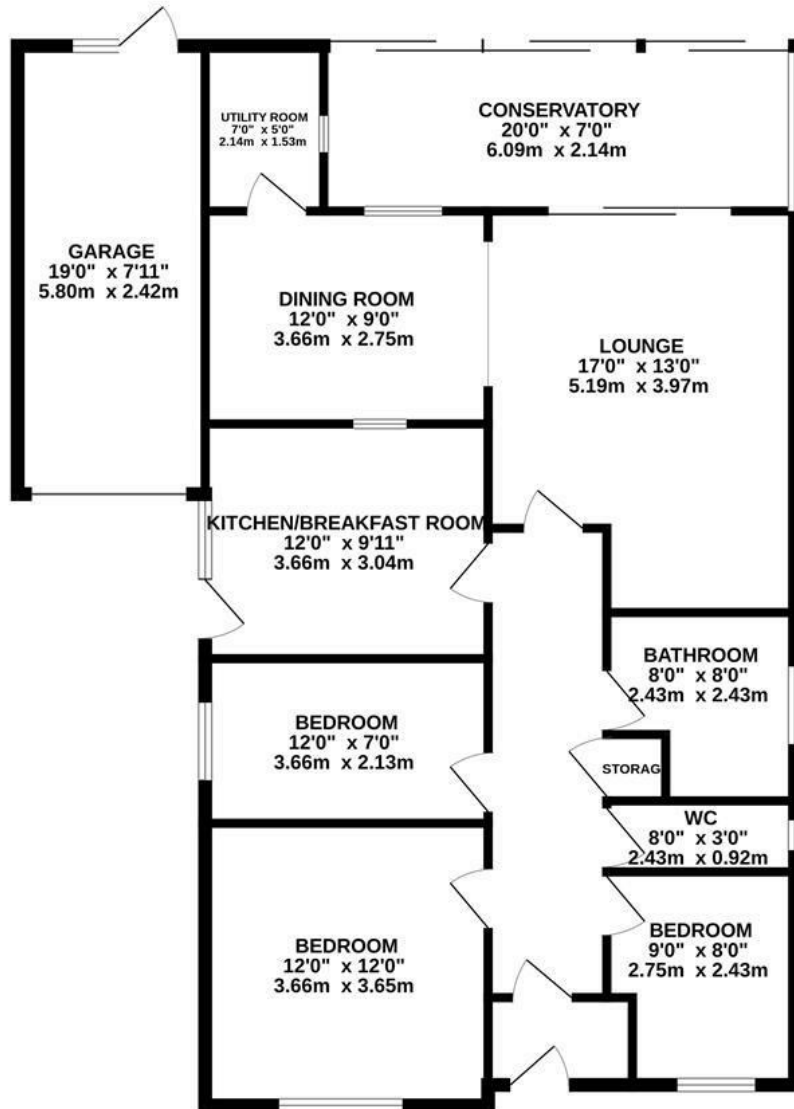 UTILITY ROOM
7'0" x 5'0"
2.14m x 1.53m
CONSERVATORY
20'0" x 7'0"
6.09m x 2.14m
GARAGE
19'0" x 7'11"
5.80m x 2.42m
DINING ROOM
12'0" x 9'0"
3.66m x 2.75m
LOUNGE
17'0" x 13'0"
5.19m x 3.97m
KITCHEN/BREAKFAST ROOM
12'0" x 9'11"
3.66m x 3.04m
BATHROOM
8'0" x 8'0"
2.43m x 2.43m
BEDROOM
12'0" x 7'0"
3.66m x 2.13m
STORAG
WC
8'0" x 3'0"
2.43m x 0.92m
BEDROOM
12'0" x 12'0"
3.66m x 3.65m
BEDROOM
9'0" x 8'0"
2.75m x 2.43m